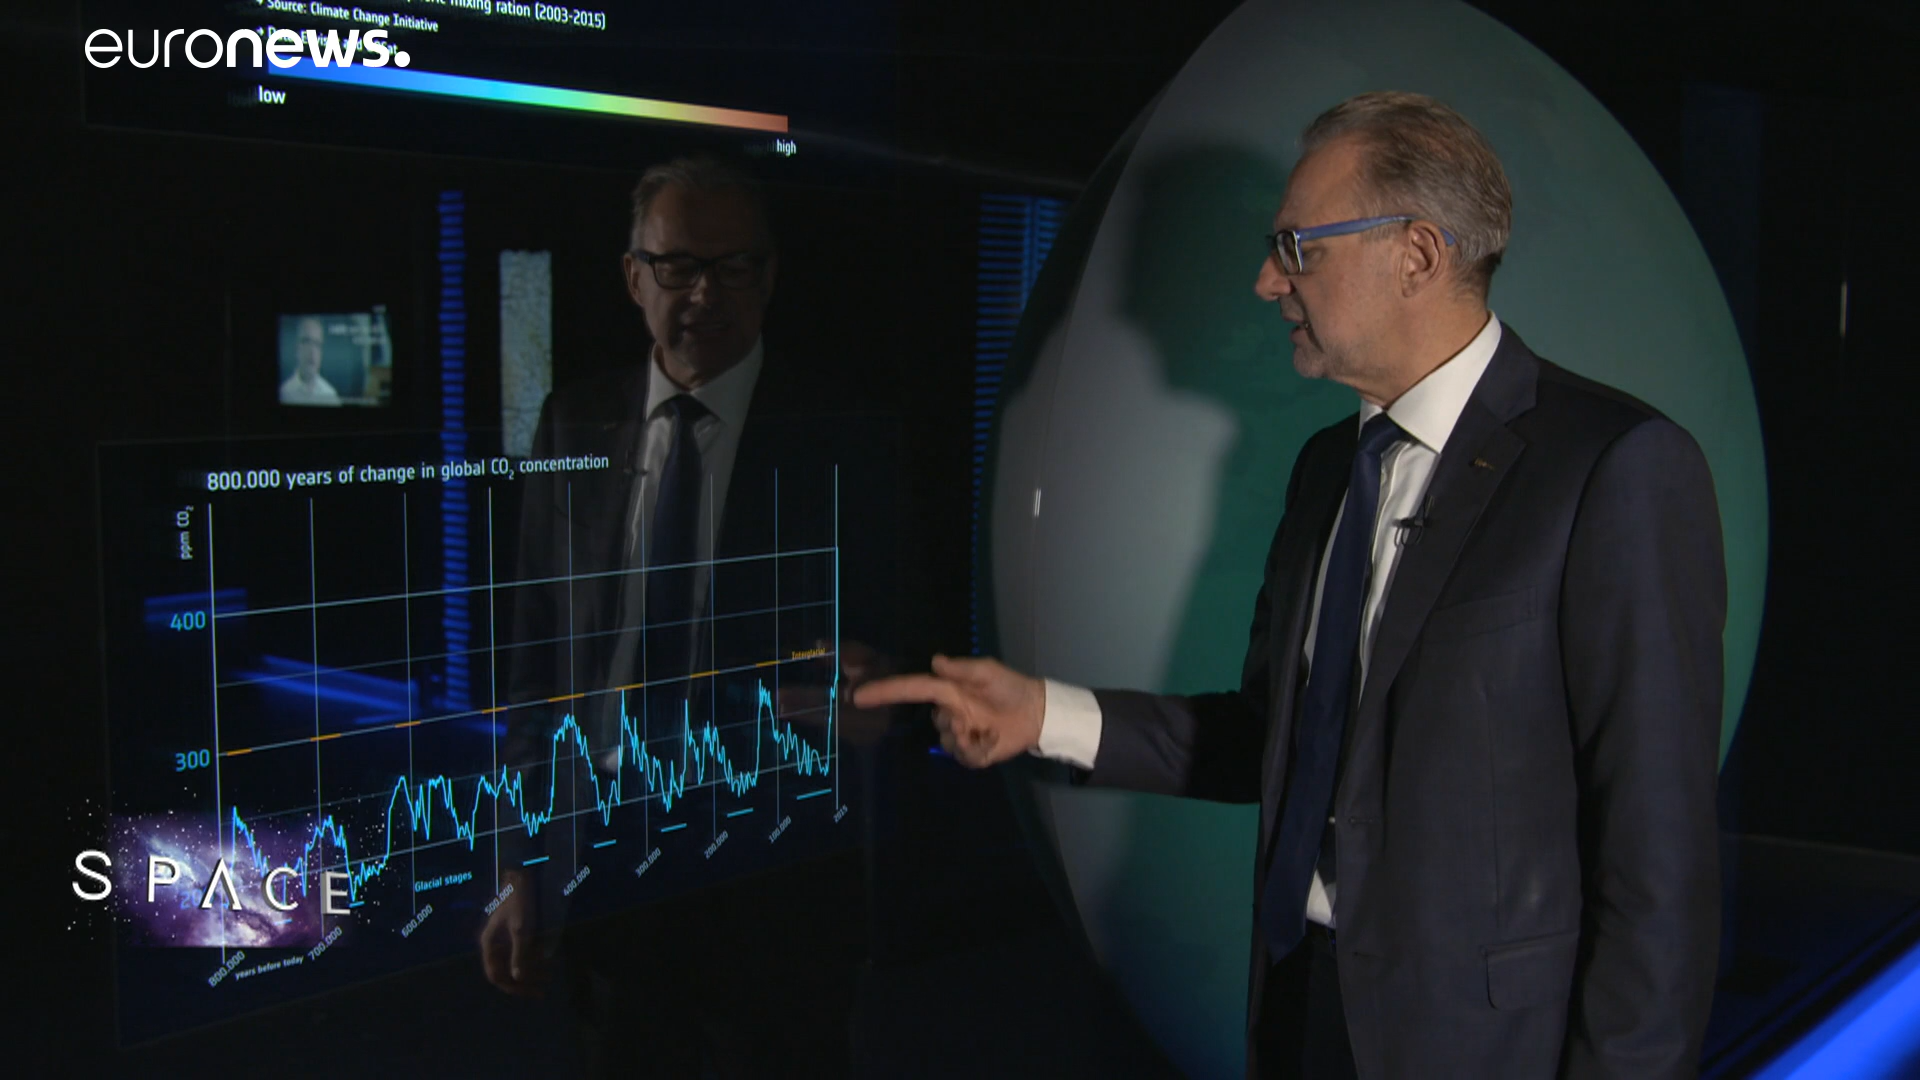 mixing ration (2003-2015)
Source: Climate Change Initiative
euronews.
low
high
800.000 years of change in global CO2 concentration
ppm CO2
400
Interglacial
300
SPACE
Glacial stages
800.000
years before today
700.000
600.000
500.000
400.000
300.000
200.000
100.000
2015